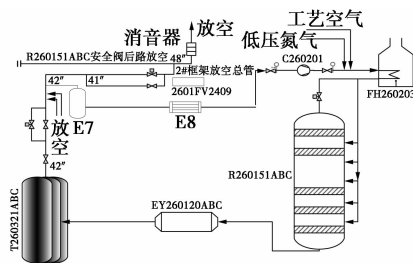 放空
消音器
48″
R260151ABC安全阀后路放空
2#框架放空总管
42″
41″
2601FV2409
低压氮气
工艺空气
C260201
FH260203
放空
E7
E8
42″
R260151ABC
T260321ABC
EY260120ABC